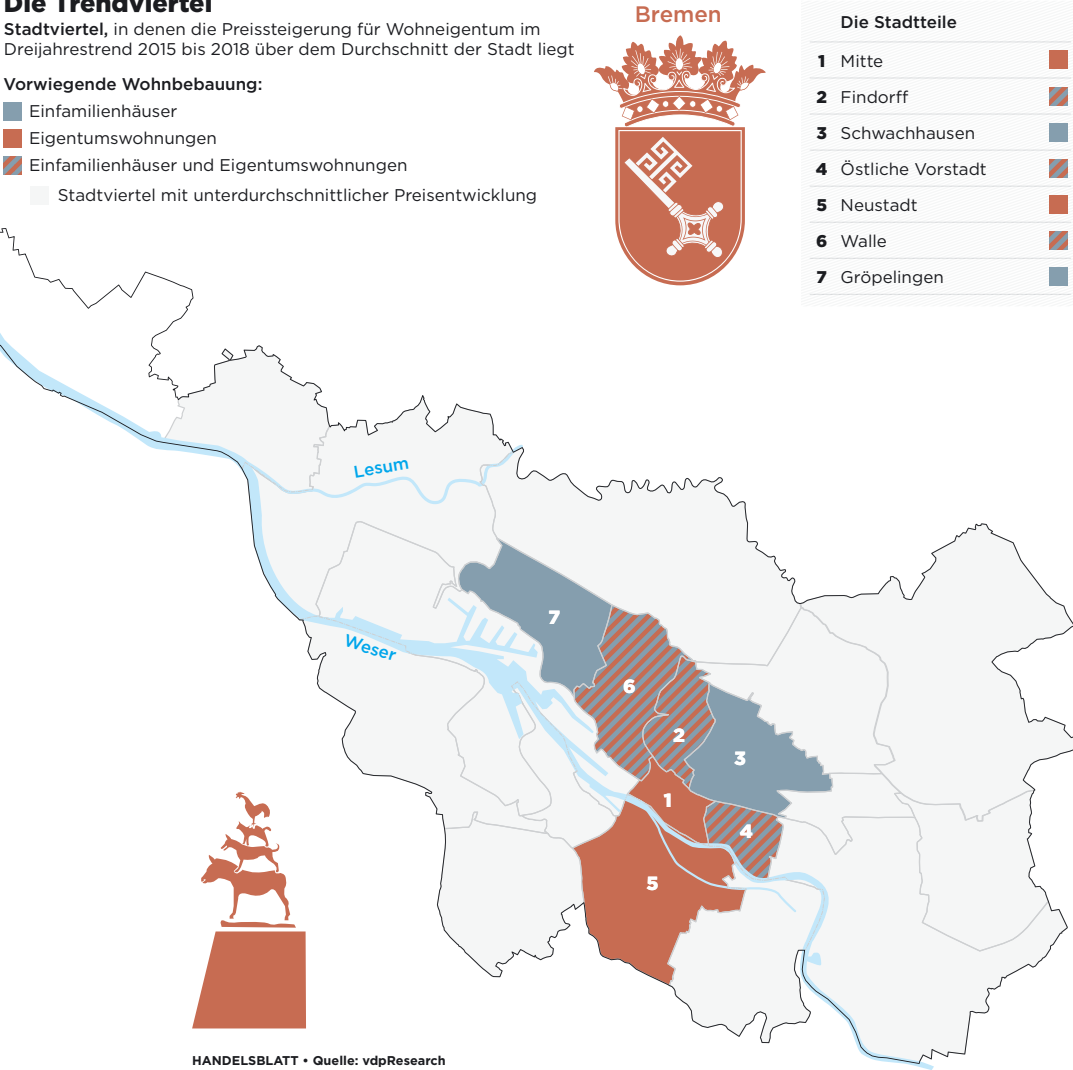 Die Trendviertel
Stadtviertel, in denen die Preissteigerung für Wohneigentum im
Dreijahrestrend 2015 bis 2018 über dem Durchschnitt der Stadt liegt
Vorwiegende Wohnbebauung:
Einfamilienhäuser
Eigentumswohnungen
Einfamilienhäuser und Eigentumswohnungen
Stadtviertel mit unterdurchschnittlicher Preisentwicklung
Bremen
Die Stadtteile
1 Mitte
2 Findorff
3 Schwachhausen
4 Östliche Vorstadt
5 Neustadt
6 Walle
7 Gröpelingen
Lesum
Weser
7
6
2
3
1
4
5
HANDELSBLATT • Quelle: vdpResearch